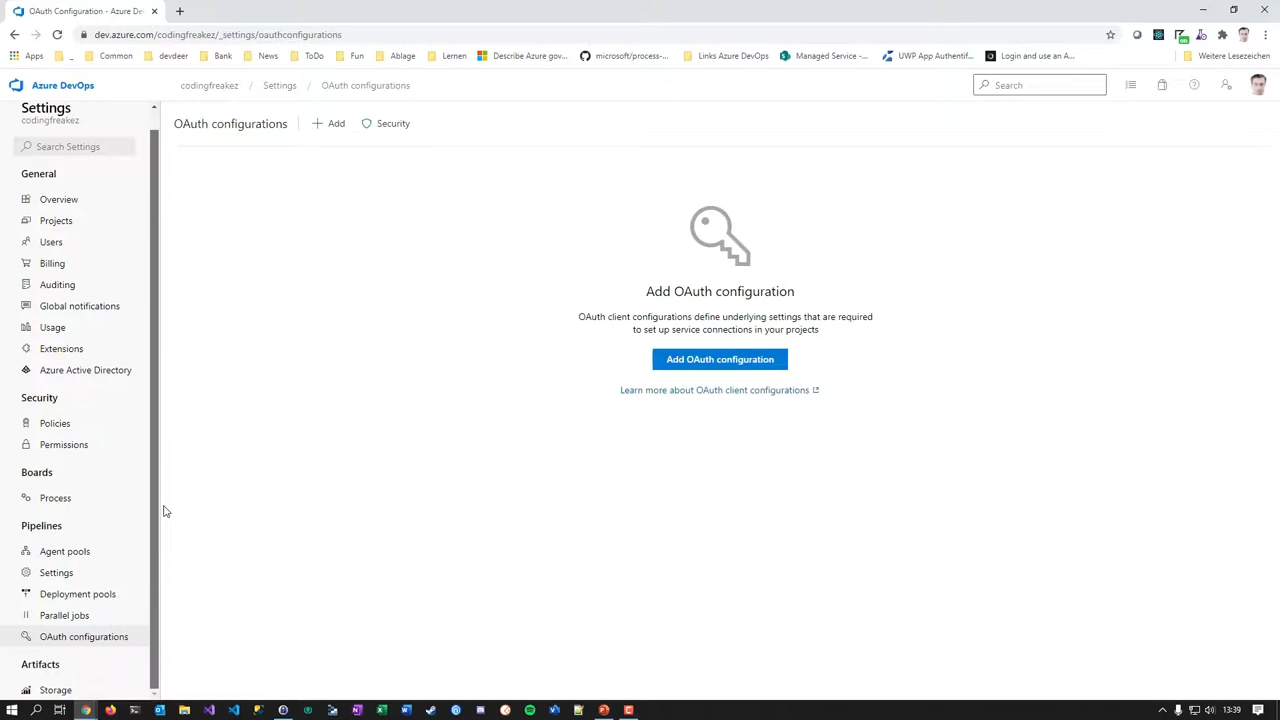 OAuth Configuration - Azure De
dev.azure.com/codingfreakez/_settings/oauthconfigurations
Apps
_
Common
devdeer
Bank
News
ToDo
Fun
Ablage
Lernen
Describe Azure gov...
microsoft/process-...
Links Azure DevOps
Managed Service -...
UWP App Authentif...
Login and use an A...
Weitere Lesezeichen
Azure DevOps
codingfreakez / Settings / OAuth configurations
Search
Settings
codingfreakez
Search Settings
General
Overview
Projects
Users
Billing
Auditing
Global notifications
Usage
Extensions
Azure Active Directory
Security
Policies
Permissions
Boards
Process
Pipelines
Agent pools
Settings
Deployment pools
Parallel jobs
OAuth configurations
Artifacts
Storage
OAuth configurations
Add
Security
Add OAuth configuration
OAuth client configurations define underlying settings that are required
to set up service connections in your projects
Add OAuth configuration
Learn more about OAuth client configurations
13:39